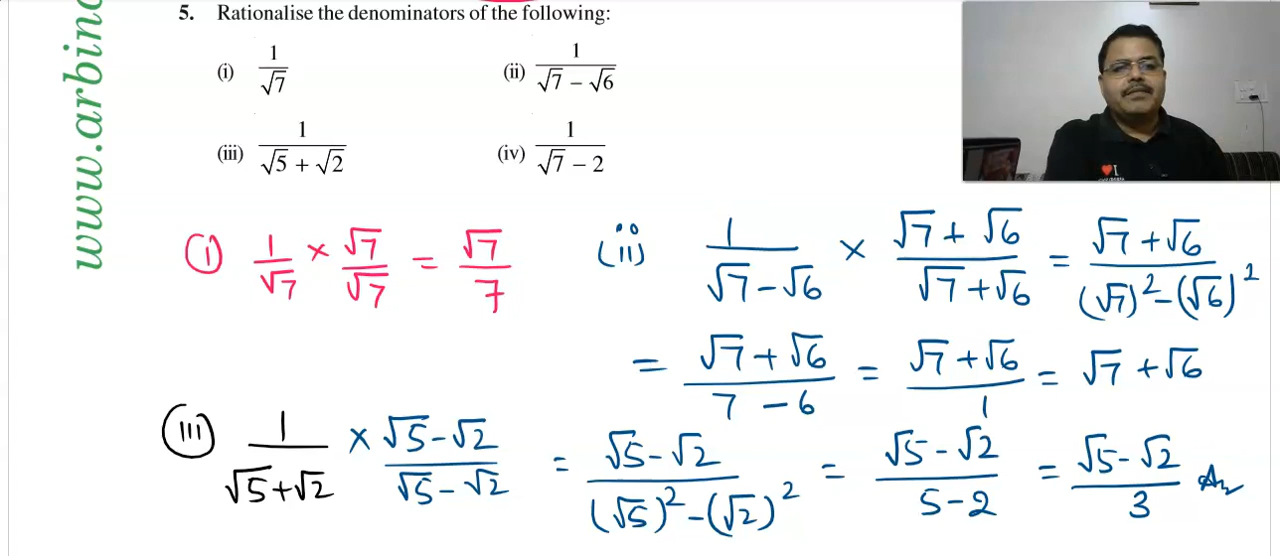 5. Rationalise the denominators of the following:
(i) 1/√7 (ii) 1/(√7 − √6)
(iii) 1/(√5 + √2) (iv) 1/(√7 − 2)
(i) 1/√7 × √7/√7 = √7/7
(ii) 1/(√7−√6) × (√7+√6)/(√7+√6) = (√7+√6)/((√7)²−(√6)²)
= (√7+√6)/(7−6) = (√7+√6)/1 = √7+√6
(iii) 1/(√5+√2) × (√5−√2)/(√5−√2) = (√5−√2)/((√5)²−(√2)²) = (√5−√2)/(5−2) = (√5−√2)/3
www.arbind
I